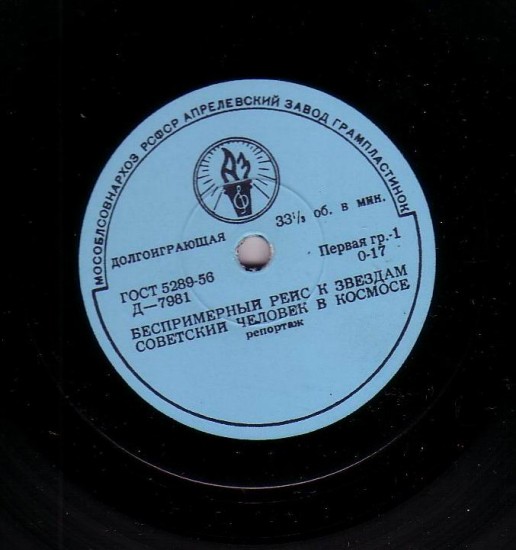 МОСОБЛСОВНАРХОЗ РСФСР АПРЕЛЕВСКИЙ ЗАВОД ГРАМПЛАСТИНОК
АЗ
ДОЛГОИГРАЮЩАЯ
33⅓ об. в мин.
ГОСТ 5289-56
Д—7981
Первая гр.-1
0-17
БЕСПРИМЕРНЫЙ РЕЙС К ЗВЕЗДАМ
СОВЕТСКИЙ ЧЕЛОВЕК В КОСМОСЕ
репортаж